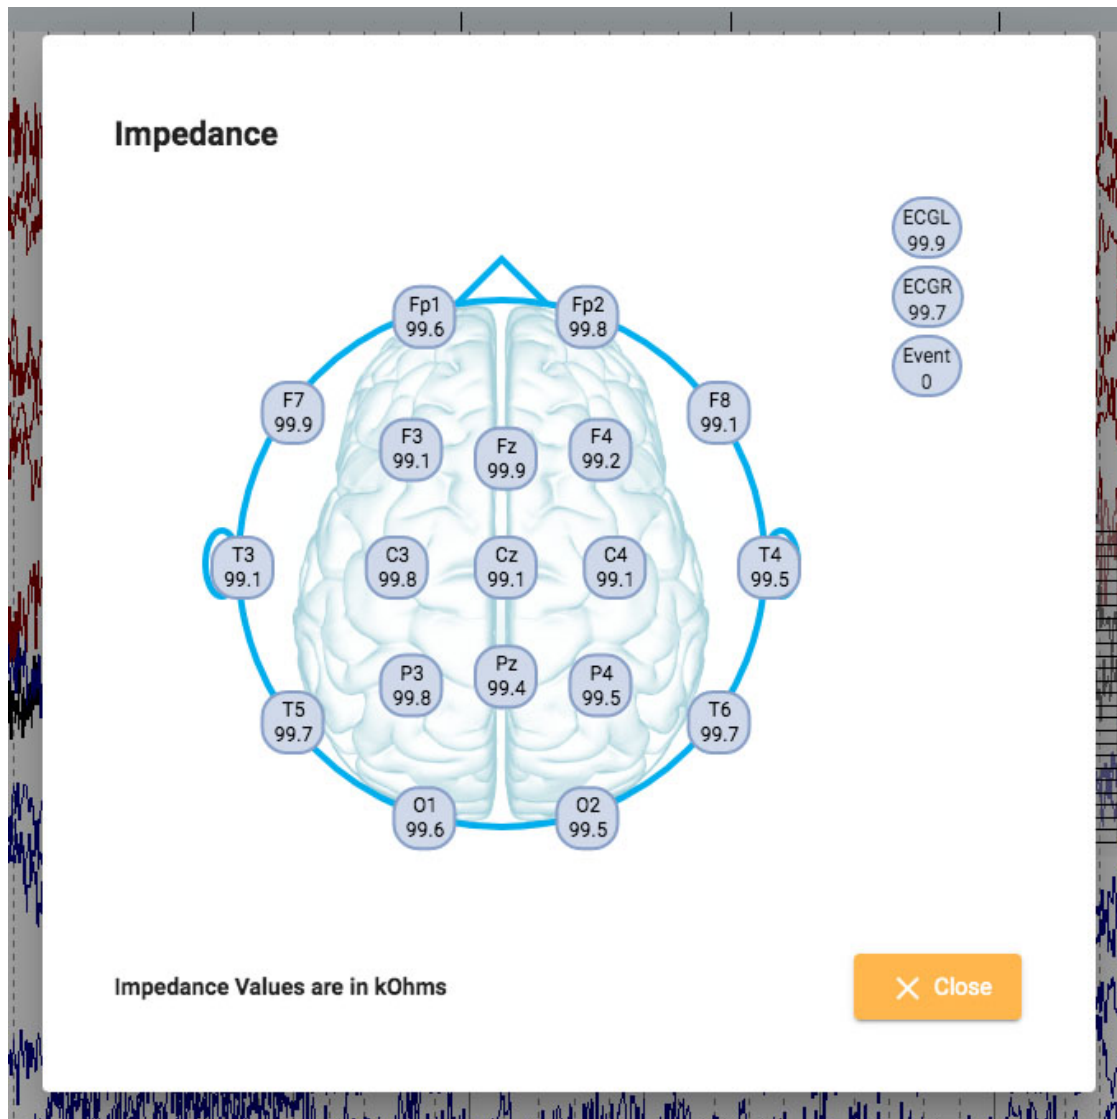 Impedance
ECGL
99.9
ECGR
99.7
Event
0
Fp1
99.6
Fp2
99.8
F7
99.9
F3
99.1
Fz
99.9
F4
99.2
F8
99.1
T3
99.1
C3
99.8
Cz
99.1
C4
99.1
T4
99.5
T5
99.7
P3
99.8
Pz
99.4
P4
99.5
T6
99.7
O1
99.6
O2
99.5
Impedance Values are in kOhms
Close